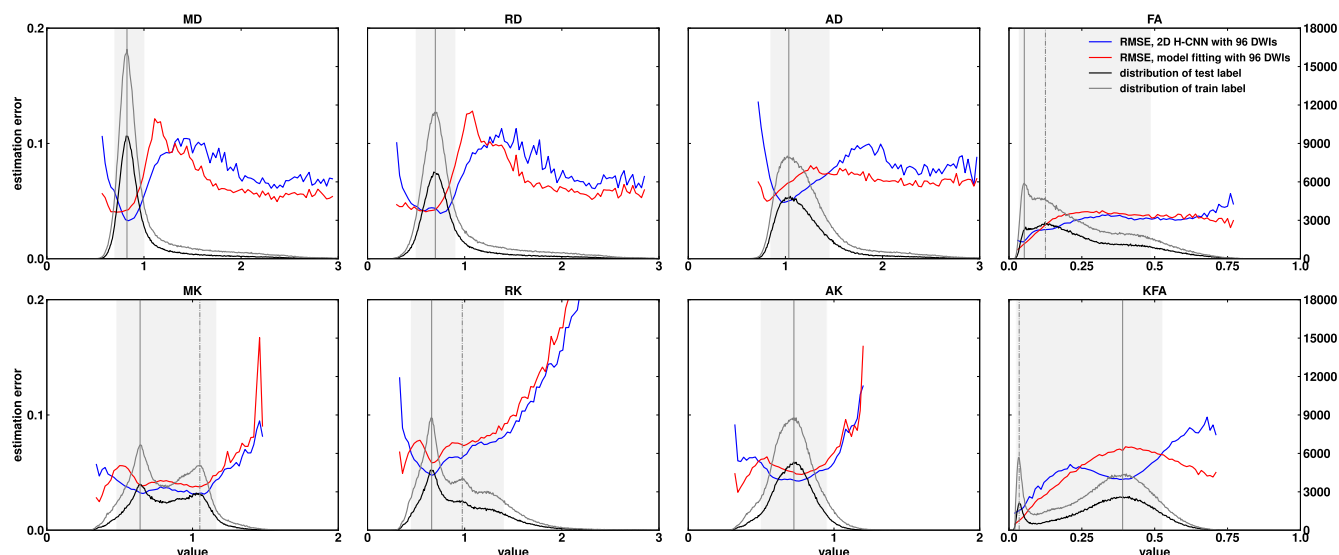 MD
RD
AD
FA
0.2
18000
RMSE, 2D H-CNN with 96 DWIs
RMSE, model fitting with 96 DWIs
15000
distribution of test label
distribution of train label
12000
estimation error
0.1
9000
6000
3000
0.0
0
1
2
3
0
1
2
3
0
1
2
3
0.0
0.25
0.5
0.75
1.0
0
MK
RK
AK
KFA
0.2
18000
15000
12000
estimation error
0.1
9000
6000
3000
0.0
0
1
2
0
1
2
3
0
1
2
0.0
0.25
0.5
0.75
1.0
0
value
value
value
value